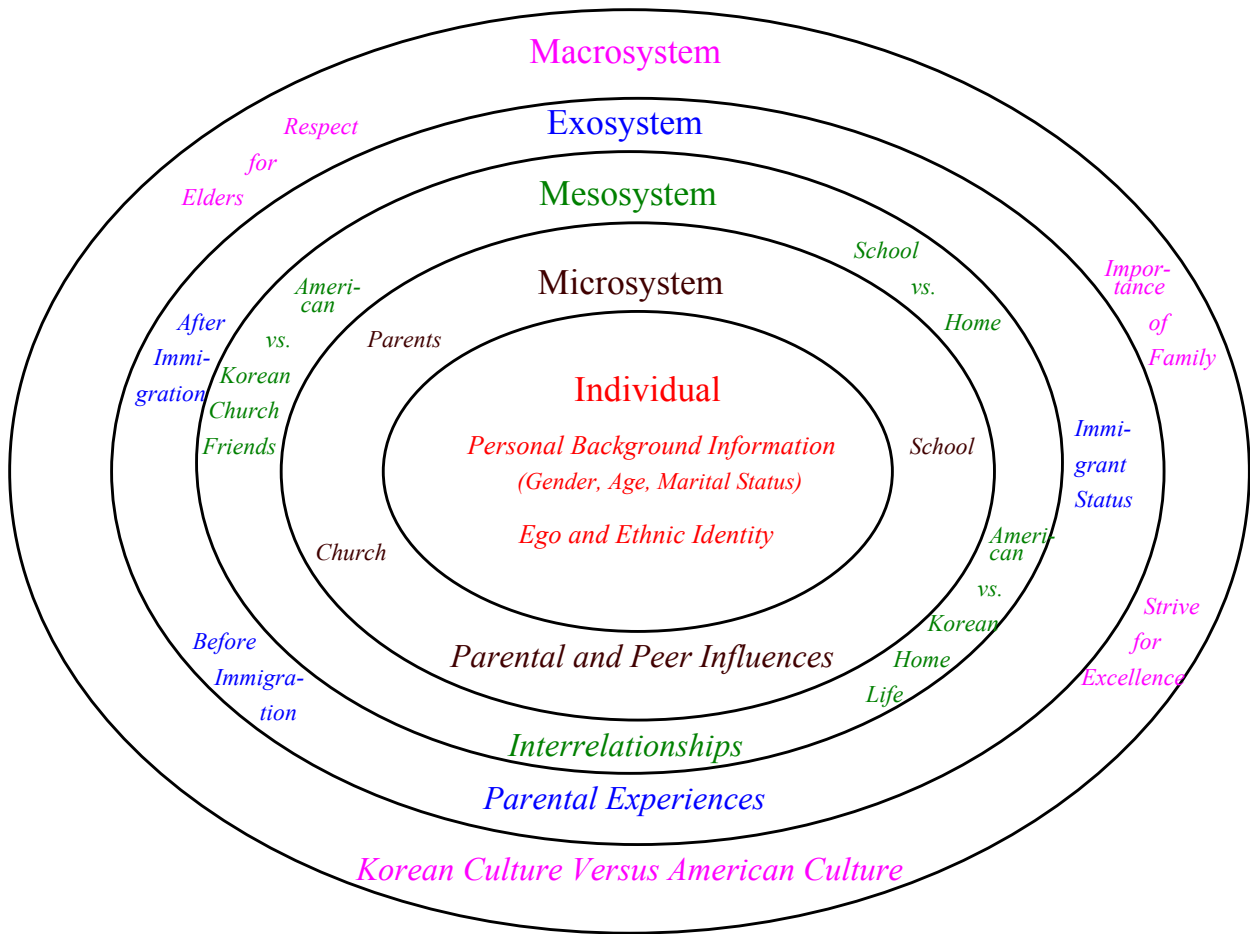 Macrosystem
Respect
for
Elders
Impor-
tance
of
Family
Strive
for
Excellence
Korean Culture Versus American Culture
Exosystem
After
Immi-
gration
Before
Immigra-
tion
Immi-
grant
Status
Parental Experiences
Mesosystem
Ameri-
can
vs.
Korean
Church
Friends
School
vs.
Home
Ameri-
can
vs.
Korean
Home
Life
Interrelationships
Microsystem
Parents
Church
School
Parental and Peer Influences
Individual
Personal Background Information
(Gender, Age, Marital Status)
Ego and Ethnic Identity